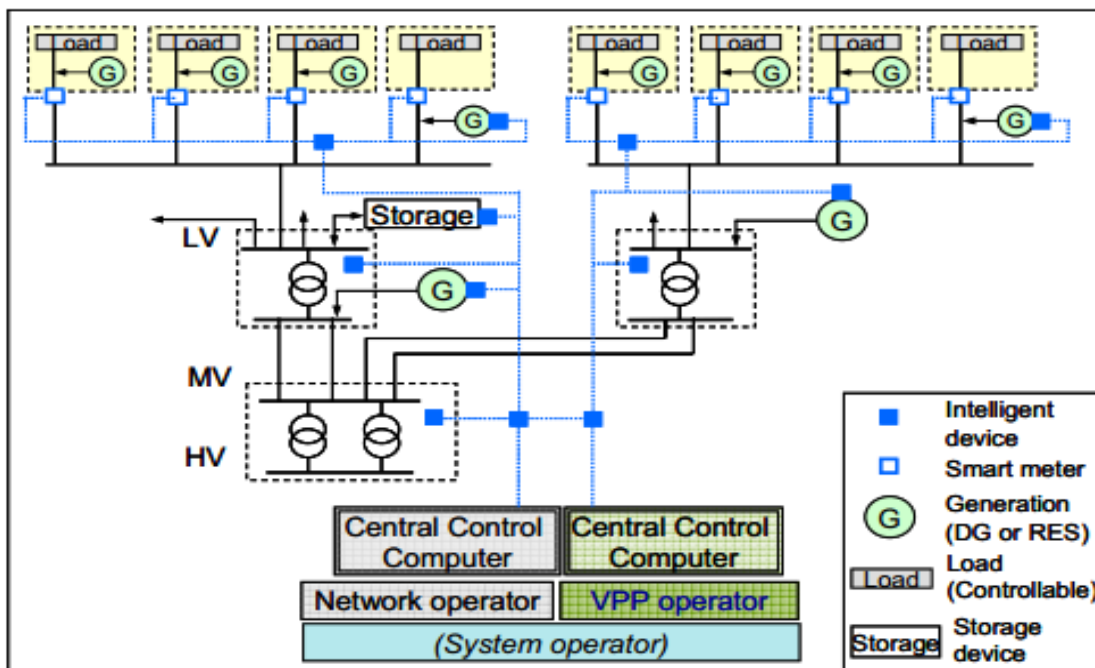 Load Load Load Load Load Load Load Load
G G G G G G
G G
Storage
G
LV
G
MV
HV
Central Control Computer
Central Control Computer
Network operator
VPP operator
(System operator)
Intelligent
device
Smart meter
G
Generation
(DG or RES)
Load
Load
(Controllable)
Storage
Storage
device